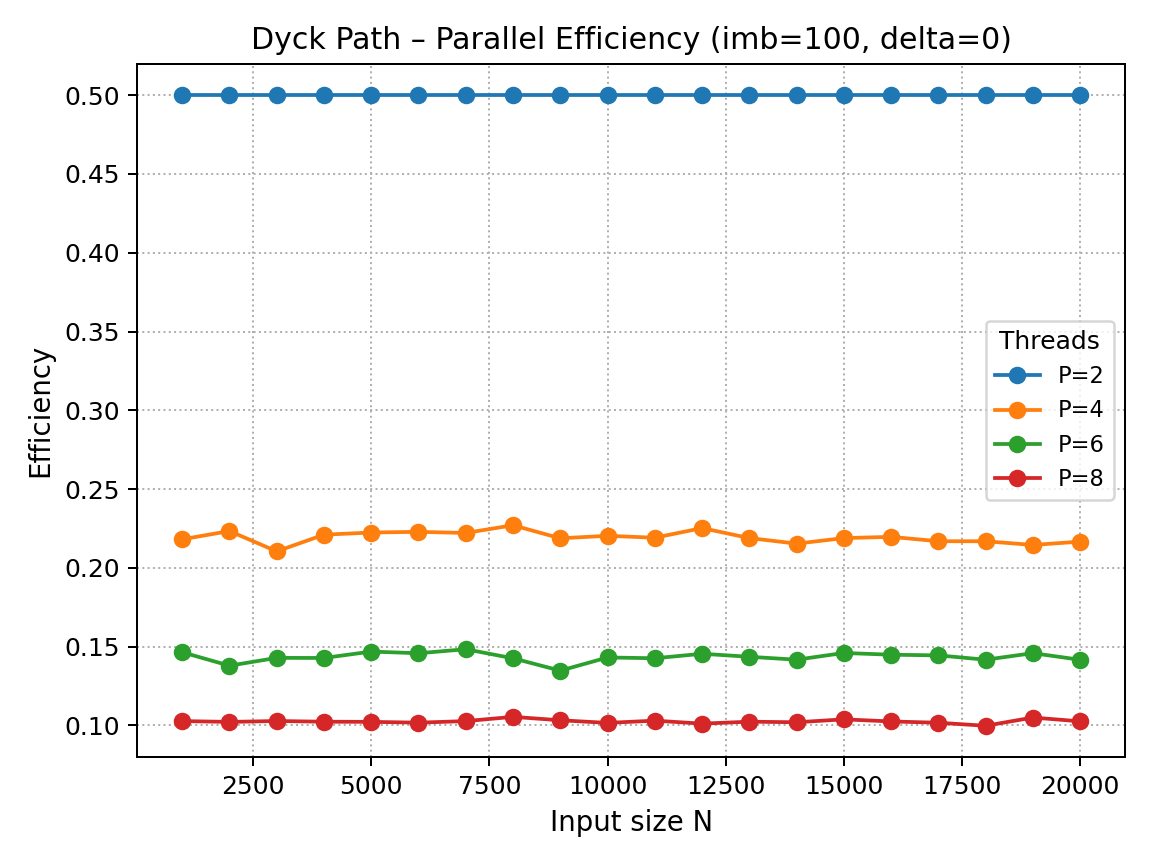 Dyck Path – Parallel Efficiency (imb=100, delta=0)
0.50
0.45
0.40
0.35
0.30
0.25
0.20
0.15
0.10
Efficiency
Threads
P=2
P=4
P=6
P=8
2500 5000 7500 10000 12500 15000 17500 20000
Input size N